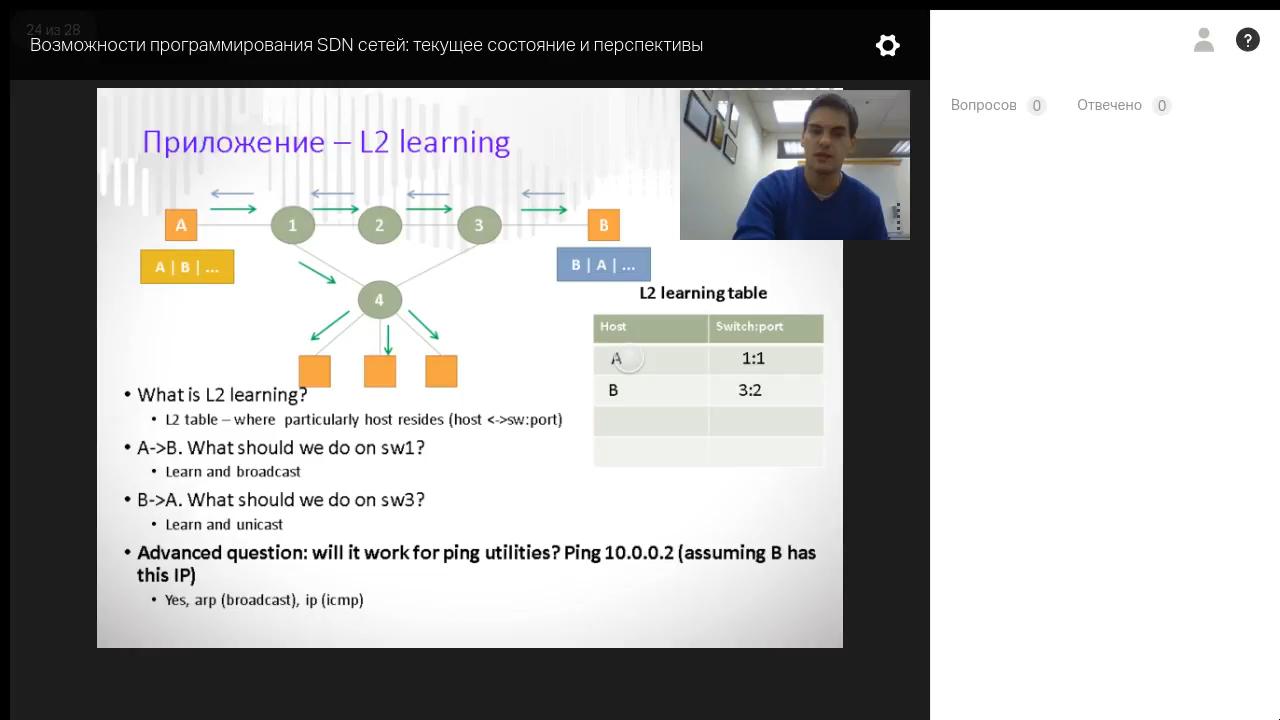 24 из 28
Возможности программирования SDN сетей: текущее состояние и перспективы
Вопросов 0 Отвечено 0
Приложение – L2 learning
A 1 2 3 B
A | B | ...
B | A | ...
4
L2 learning table
Host Switch:port
A 1:1
B 3:2
• What is L2 learning?
• L2 table – where particularly host resides (host <->sw:port)
• A->B. What should we do on sw1?
• Learn and broadcast
• B->A. What should we do on sw3?
• Learn and unicast
• Advanced question: will it work for ping utilities? Ping 10.0.0.2 (assuming B has
this IP)
• Yes, arp (broadcast), ip (icmp)